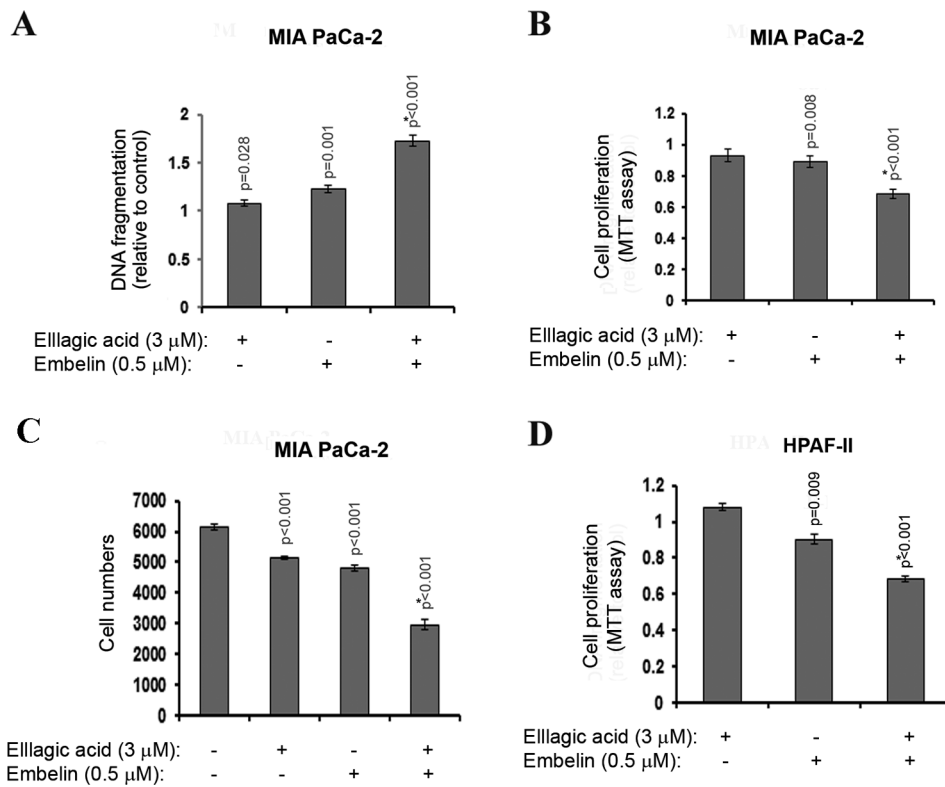 A
MIA PaCa-2
DNA fragmentation
(relative to control)
2
1.5
1
0.5
0
p=0.028
p=0.001
*p<0.001
Elllagic acid (3 μM): + - +
Embelin (0.5 μM): - + +
B
MIA PaCa-2
Cell proliferation
(MTT assay)
1.2
1
0.8
0.6
0.4
0.2
0
p=0.008
* p<0.001
Elllagic acid (3 μM): + - +
Embelin (0.5 μM): - + +
C
MIA PaCa-2
Cell numbers
7000
6000
5000
4000
3000
2000
1000
0
p<0.001
p<0.001
*p<0.001
Elllagic acid (3 μM): - + - +
Embelin (0.5 μM): - - + +
D
HPAF-II
Cell proliferation
(MTT assay)
1.2
1
0.8
0.6
0.4
0.2
0
p=0.009
*p<0.001
Elllagic acid (3 μM): + - +
Embelin (0.5 μM): - + +